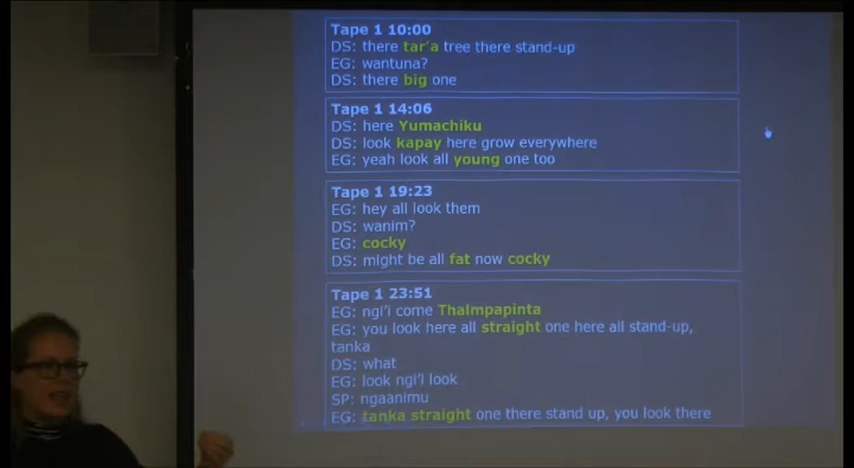 Tape 1 10:00
DS: there tar'a tree there stand-up
EG: wantuna?
DS: there big one
Tape 1 14:06
DS: here Yumachiku
DS: look kapay here grow everywhere
EG: yeah look all young one too
Tape 1 19:23
EG: hey all look them
DS: wanim?
EG: cocky
DS: might be all fat now cocky
Tape 1 23:51
EG: ngi'i come Thalmpapinta
EG: you look here all straight one here all stand-up,
tanka
DS: what
EG: look ngi'i look
SP: ngaanimu
EG: tanka straight one there stand up, you look there